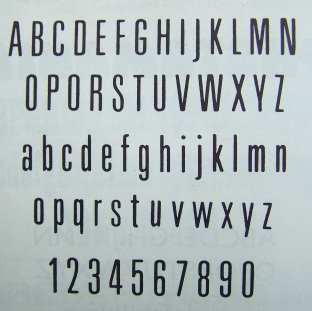 ABCDEFGHIJKLMN
OPQRSTUVWXYZ
abcdefghijklmn
opqrstuvwxyz
1234567890